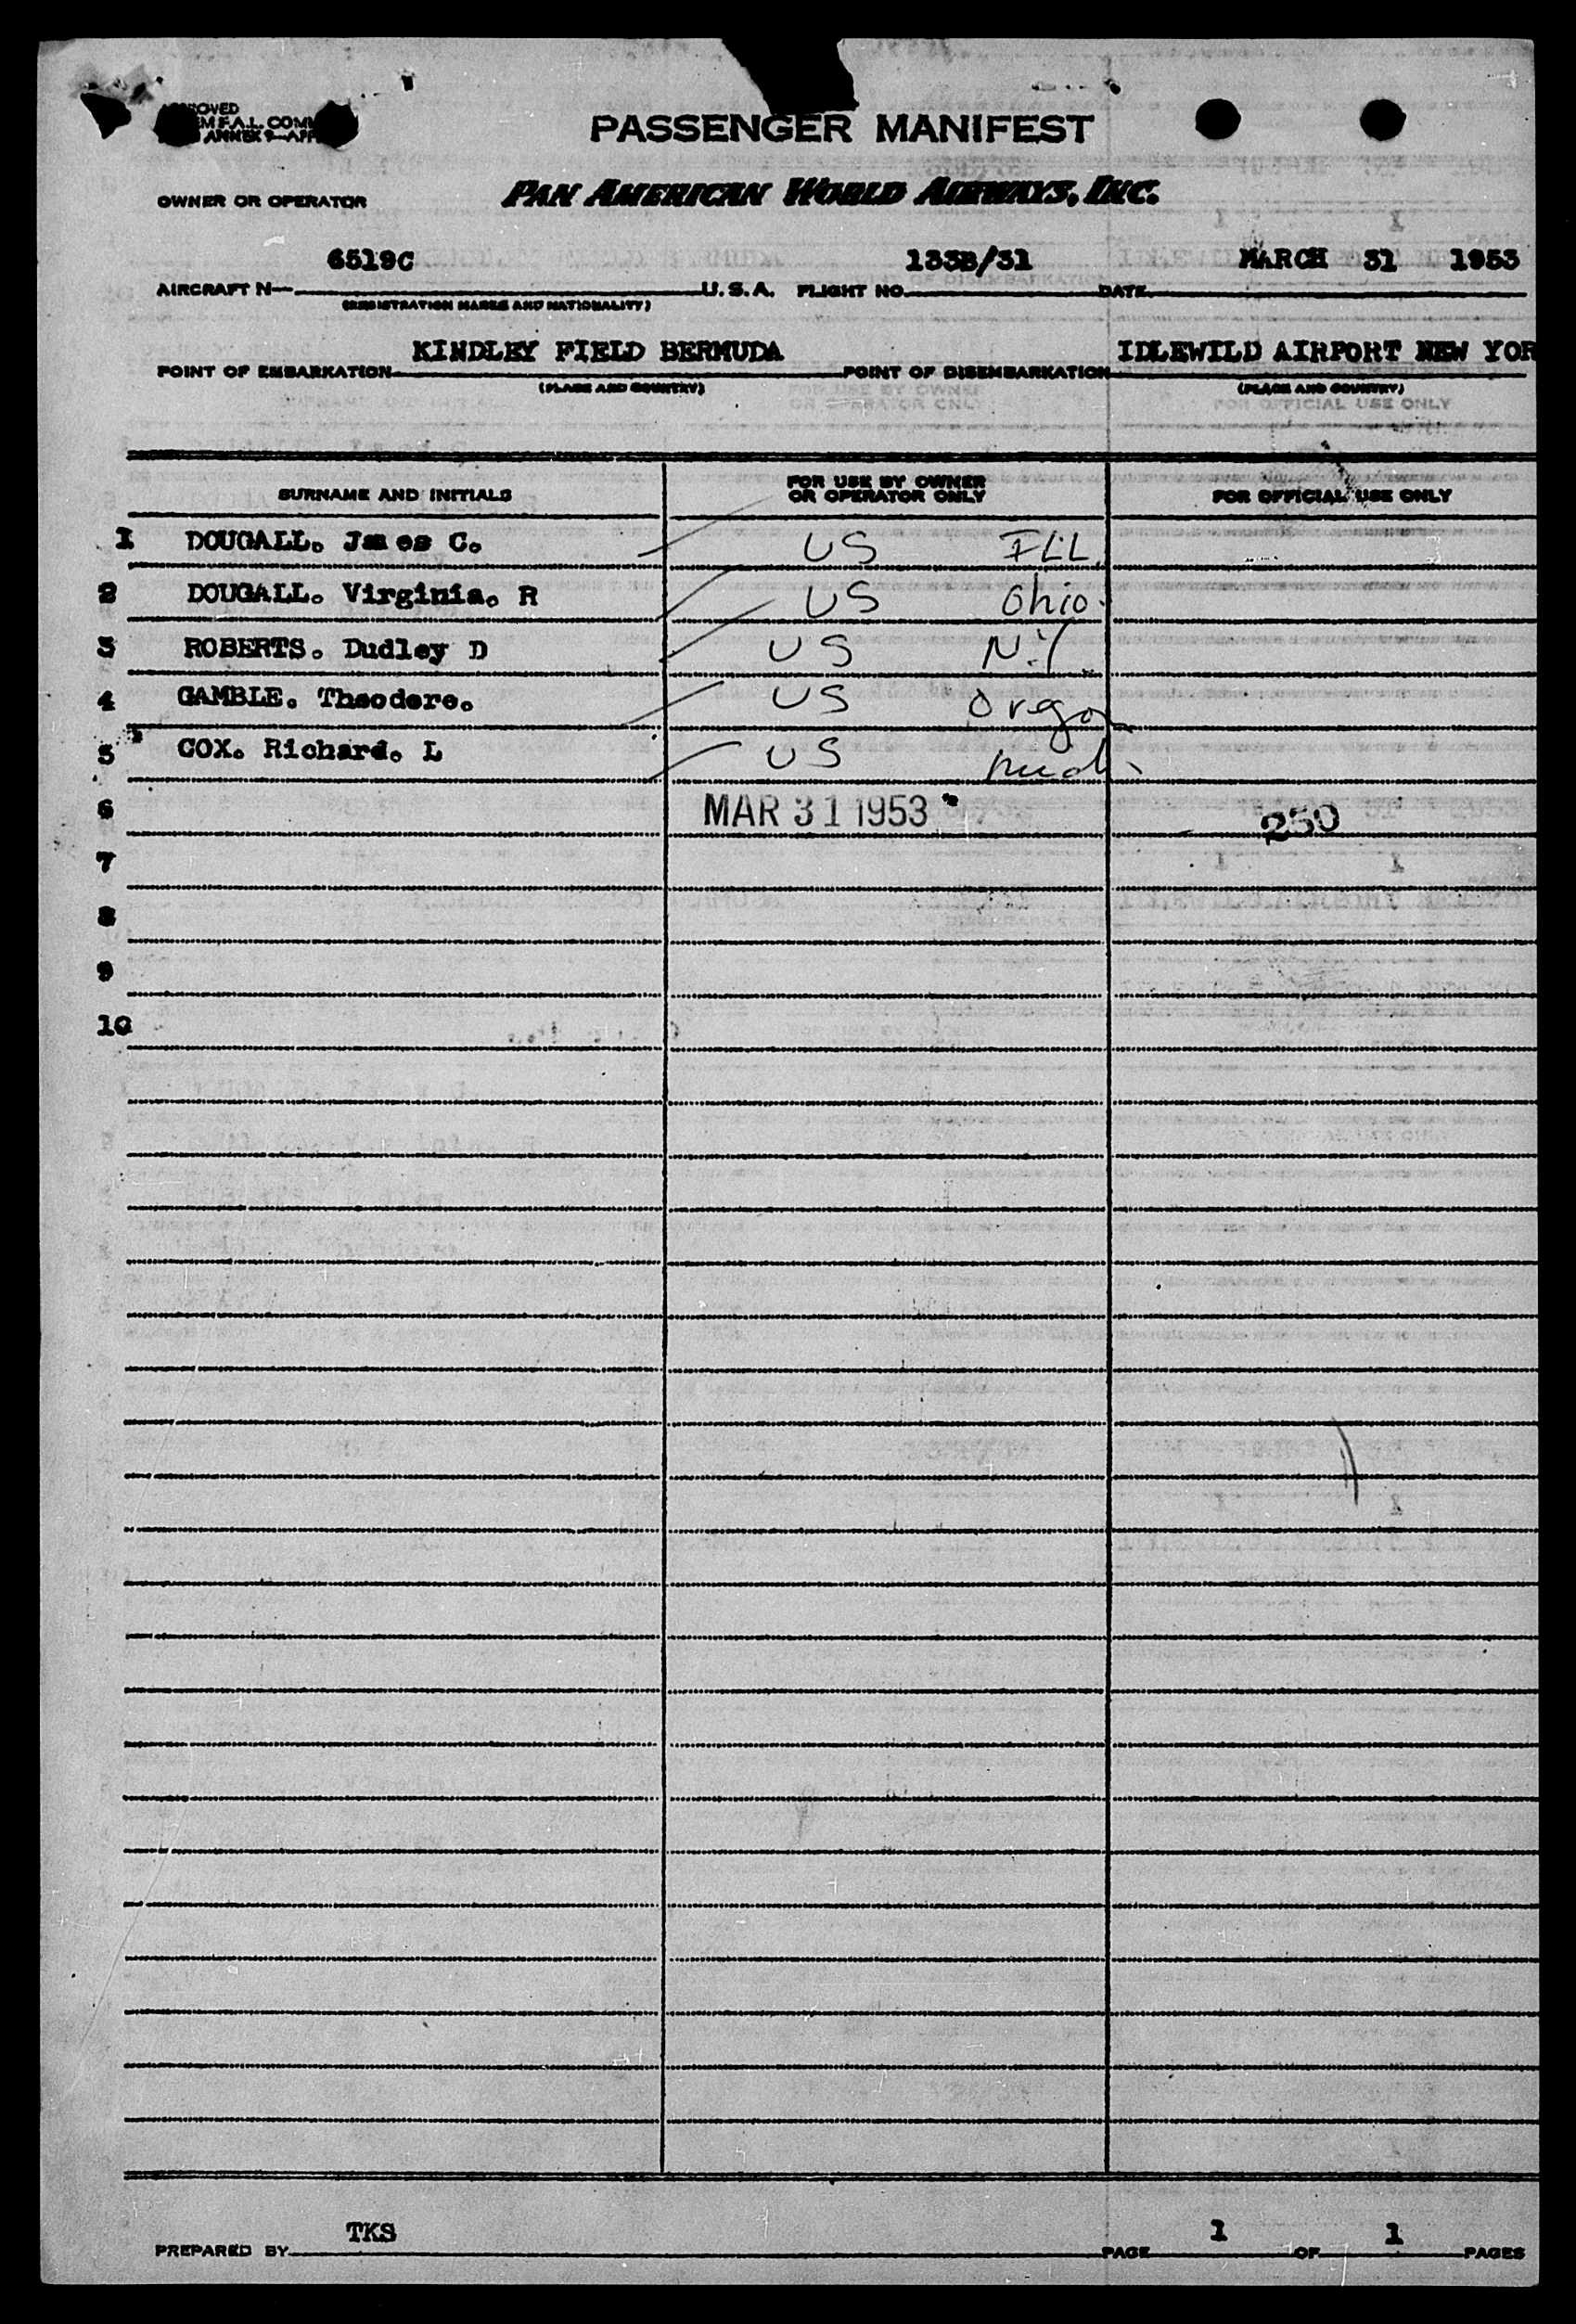 PASSENGER MANIFEST
OWNER OR OPERATOR PAN AMERICAN WORLD AIRWAYS, INC.
6519C 133B/31 MARCH 31 1953
AIRCRAFT N— U.S.A. FLIGHT NO. DATE
(REGISTRATION MARKS AND NATIONALITY)
KINDLEY FIELD BERMUDA IDLEWILD AIRPORT NEW YOR
POINT OF EMBARKATION POINT OF DISEMBARKATION
(PLACE AND COUNTRY) (PLACE AND COUNTRY)
SURNAME AND INITIALS FOR USE BY OWNER OR OPERATOR ONLY FOR OFFICIAL USE ONLY
1 DOUGALL. Jmaes C. US ILL.
2 DOUGALL. Virginia. R US Ohio.
3 ROBERTS. Dudley D US N.Y.
4 GAMBLE. Theodore. US Oregon
5 COX. Richard. L US
6 MAR 31 1953 250
7
8
9
10
TKS 1 1
PREPARED BY PAGE OF PAGES